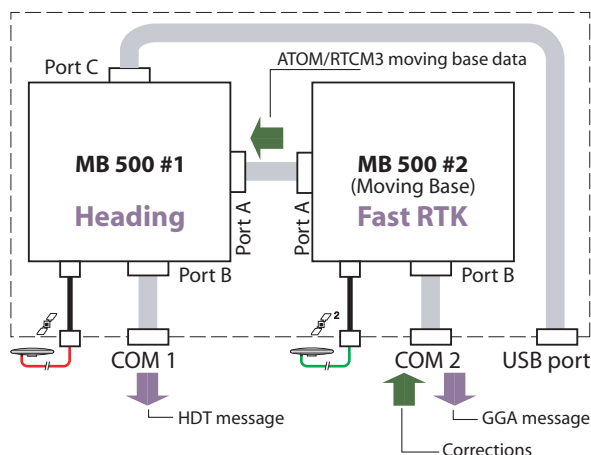 Port C
ATOM/RTCM3 moving base data
MB 500 #1
Heading
Port A
Port A
MB 500 #2
(Moving Base)
Fast RTK
Port B
Port B
2
COM 1
COM 2
USB port
HDT message
GGA message
Corrections